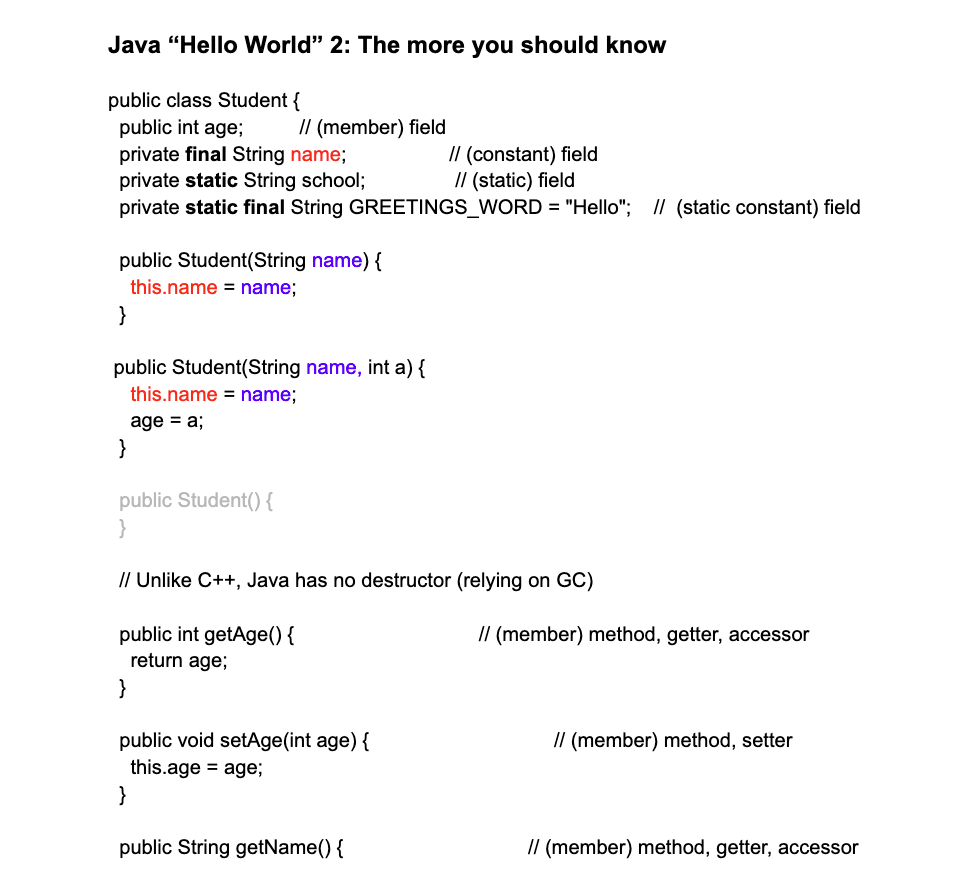 Java “Hello World” 2: The more you should know
public class Student {
public int age; // (member) field
private final String name; // (constant) field
private static String school; // (static) field
private static final String GREETINGS_WORD = "Hello"; // (static constant) field
public Student(String name) {
this.name = name;
}
public Student(String name, int a) {
this.name = name;
age = a;
}
public Student() {
}
// Unlike C++, Java has no destructor (relying on GC)
public int getAge() { // (member) method, getter, accessor
return age;
}
public void setAge(int age) { // (member) method, setter
this.age = age;
}
public String getName() { // (member) method, getter, accessor